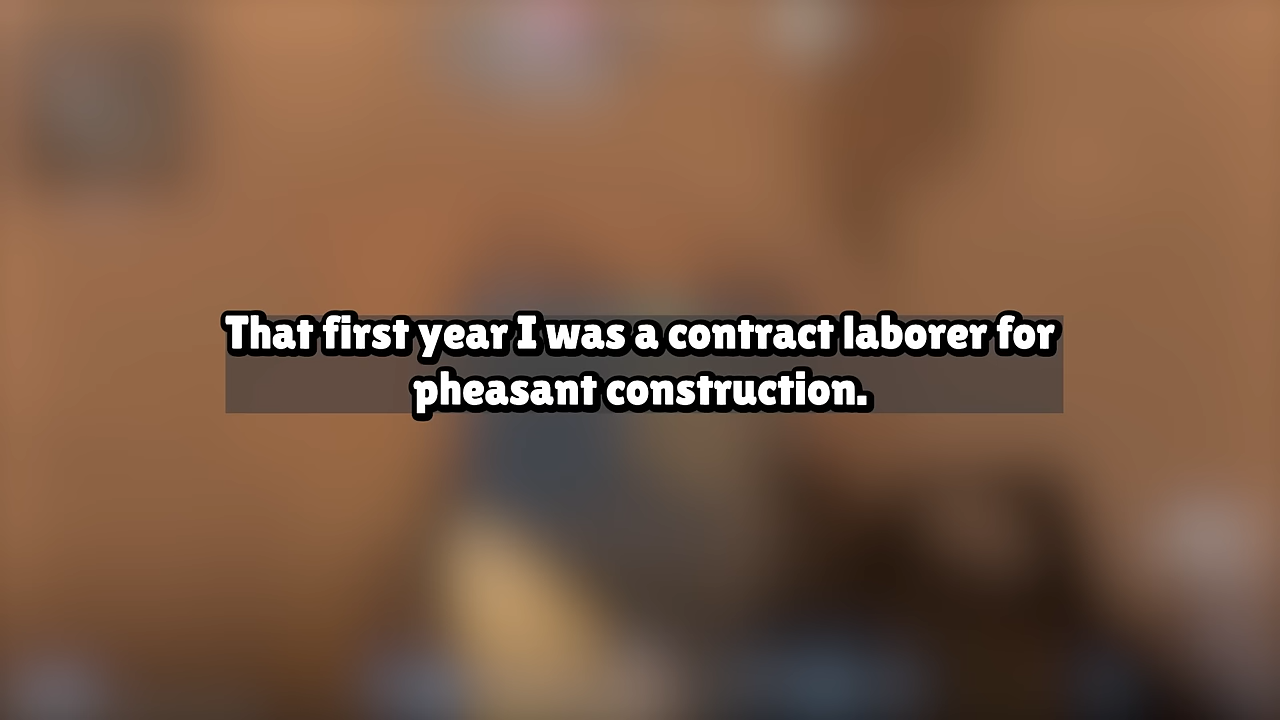 That first year I was a contract laborer for
pheasant construction.